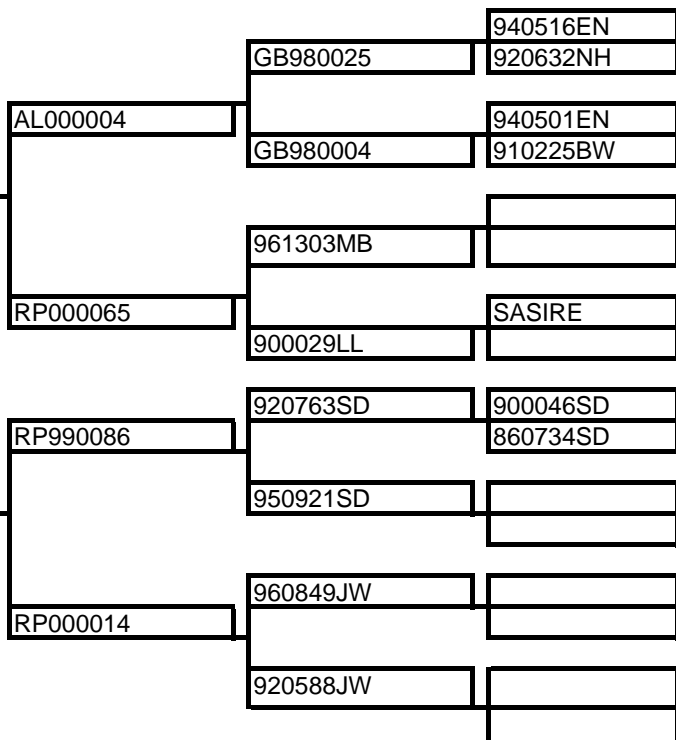 940516EN
GB980025
920632NH
AL000004
940501EN
GB980004
910225BW
961303MB
RP000065
SASIRE
900029LL
920763SD
900046SD
RP990086
860734SD
950921SD
960849JW
RP000014
920588JW